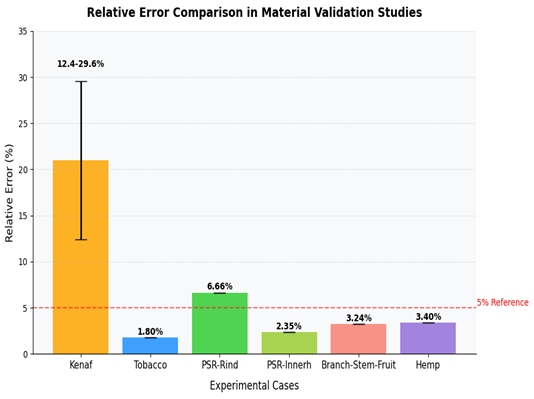 Relative Error Comparison in Material Validation Studies
35
30
25
20
15
10
5
0
Relative Error (%)
12.4-29.6%
1.80%
6.66%
2.35%
3.24%
3.40%
5% Reference
Kenaf Tobacco PSR-Rind PSR-Innerh Branch-Stem-Fruit Hemp
Experimental Cases